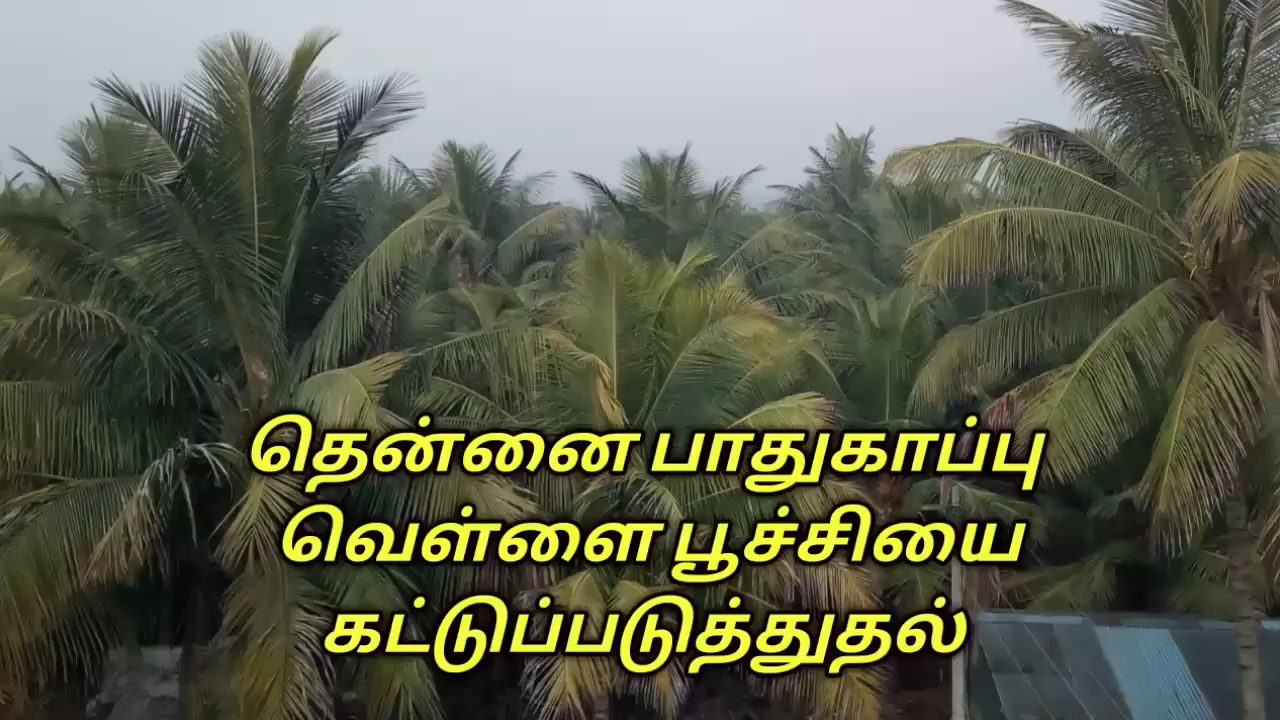 தென்னை பாதுகாப்பு
வெள்ளை பூச்சியை
கட்டுப்படுத்துதல்